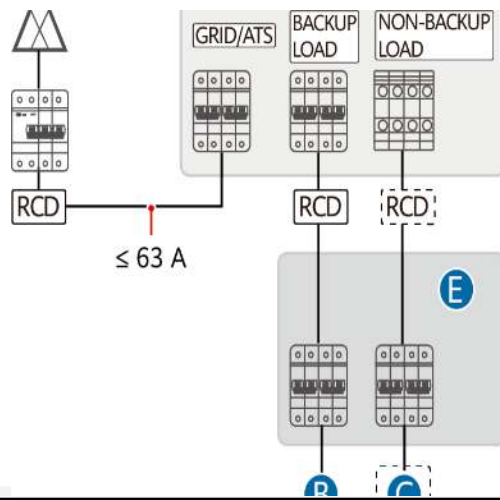 GRID/ATS
BACKUP
LOAD
NON-BACKUP
LOAD
RCD
RCD
RCD
≤ 63 A
E
B
C